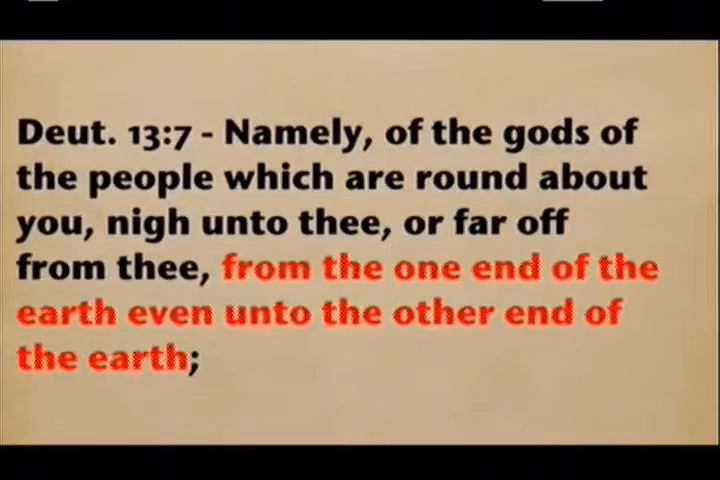 Deut. 13:7 - Namely, of the gods of
the people which are round about
you, nigh unto thee, or far off
from thee, from the one end of the
earth even unto the other end of
the earth;